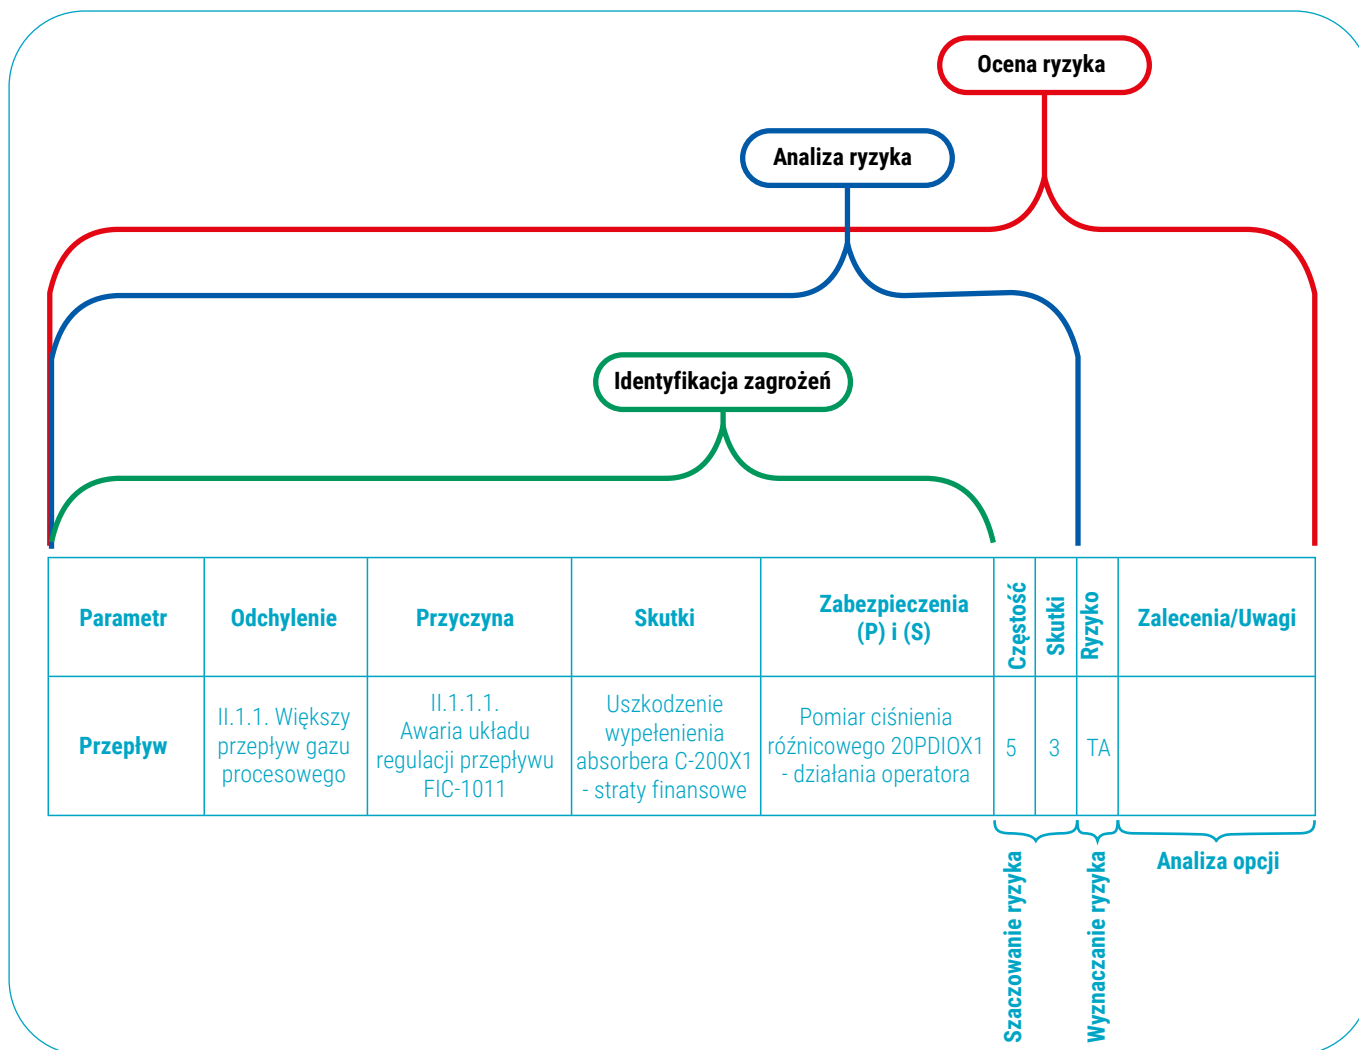 Ocena ryzyka
Analiza ryzyka
Identyfikacja zagrożeń
Parametr
Odchylenie
Przyczyna
Skutki
Zabezpieczenia
(P) i (S)
Częstość
Skutki
Ryzyko
Zalecenia/Uwagi
Przepływ
II.1.1. Większy
przepływ gazu
procesowego
II.1.1.1.
Awaria układu
regulacji przepływu
FIC-1011
Uszkodzenie
wypełenienia
absorbera C-200X1
- straty finansowe
Pomiar ciśnienia
różnicowego 20PDIOX1
- działania operatora
5
3
TA
Szaczowanie ryzyka
Wyznaczanie ryzyka
Analiza opcji